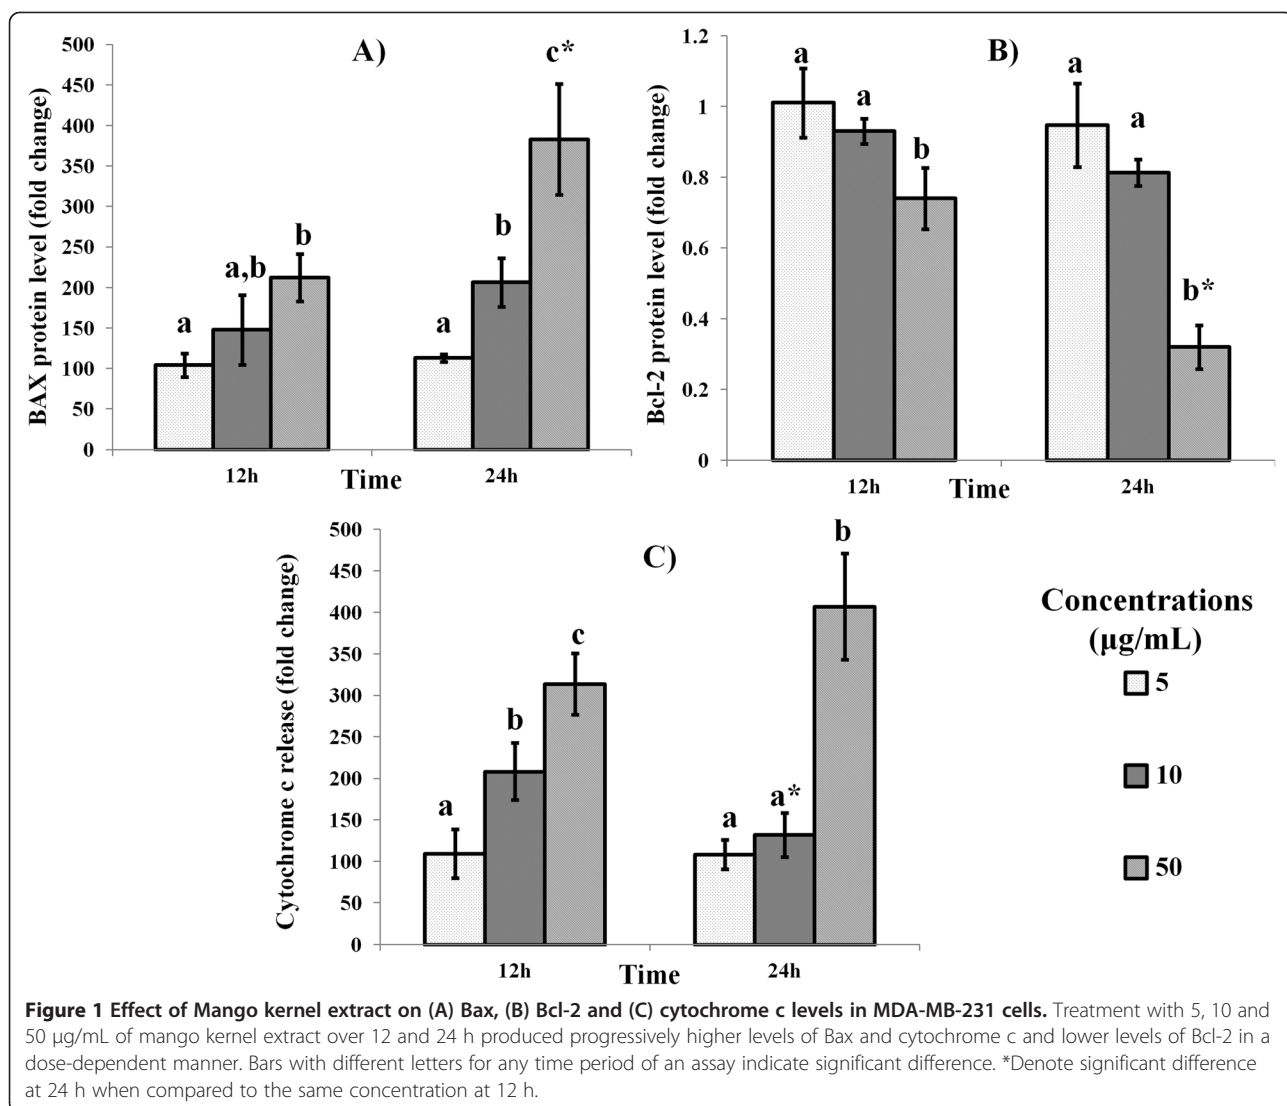 A)
BAX protein level (fold change)
500
450
400
350
300
250
200
150
100
50
0
a
a,b
b
a
b
c*
12h
Time
24h
B)
Bcl-2 protein level (fold change)
1.2
1
0.8
0.6
0.4
0.2
0
a
a
b
a
a
b*
12h
Time
24h
C)
Cytochrome c release (fold change)
500
450
400
350
300
250
200
150
100
50
0
a
b
c
a
a*
b
12h
Time
24h
Concentrations
(µg/mL)
5
10
50
Figure 1 Effect of Mango kernel extract on (A) Bax, (B) Bcl-2 and (C) cytochrome c levels in MDA-MB-231 cells. Treatment with 5, 10 and
50 µg/mL of mango kernel extract over 12 and 24 h produced progressively higher levels of Bax and cytochrome c and lower levels of Bcl-2 in a
dose-dependent manner. Bars with different letters for any time period of an assay indicate significant difference. *Denote significant difference
at 24 h when compared to the same concentration at 12 h.